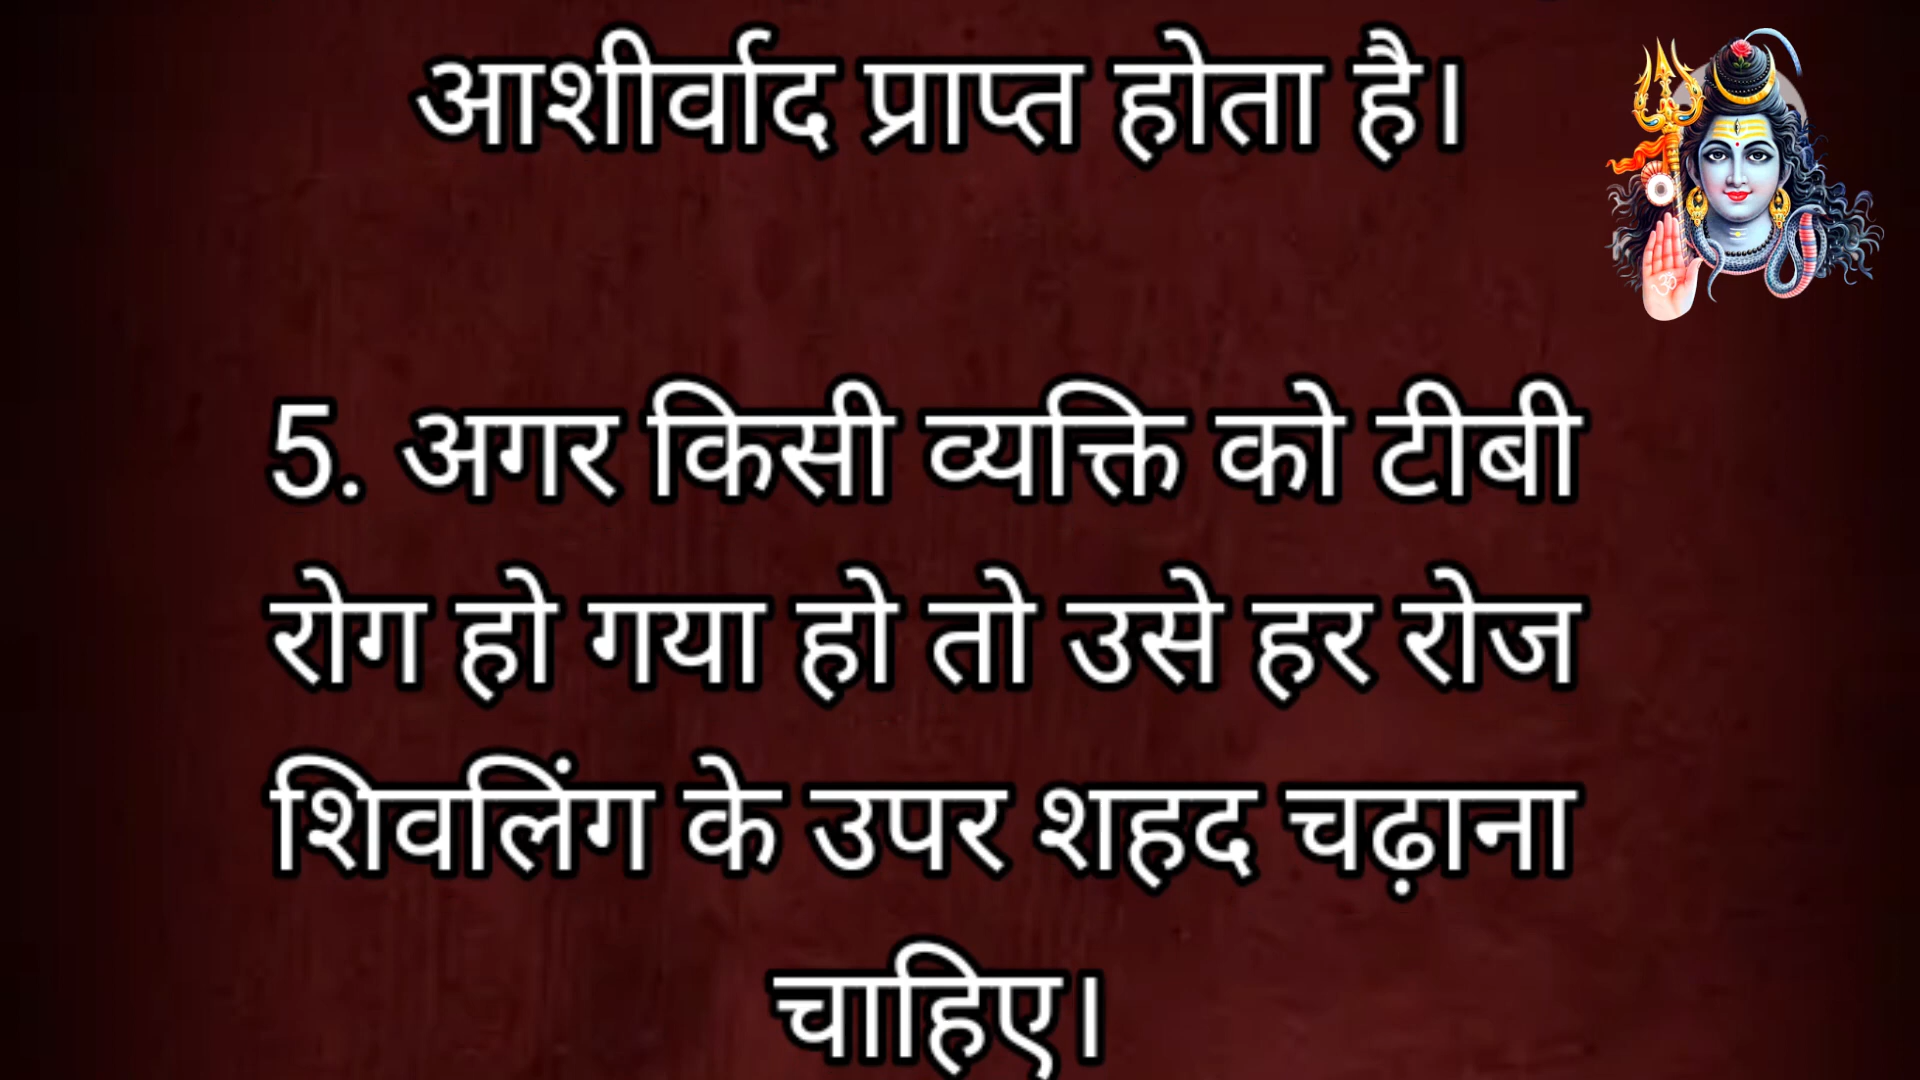 आशीर्वाद प्राप्त होता है।
5. अगर किसी व्यक्ति को टीबी
रोग हो गया हो तो उसे हर रोज
शिवलिंग के उपर शहद चढ़ाना
चाहिए।
ॐ